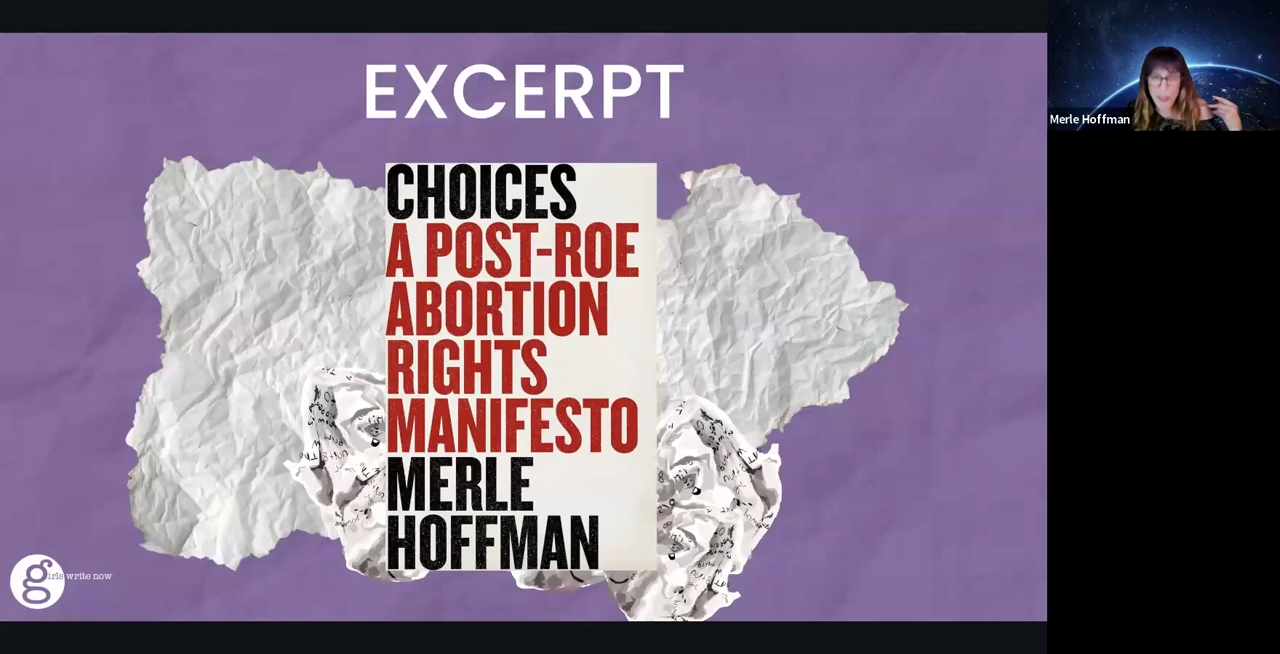 EXCERPT
CHOICES
A POST-ROE
ABORTION
RIGHTS
MANIFESTO
MERLE
HOFFMAN
girls write now
Merle Hoffman